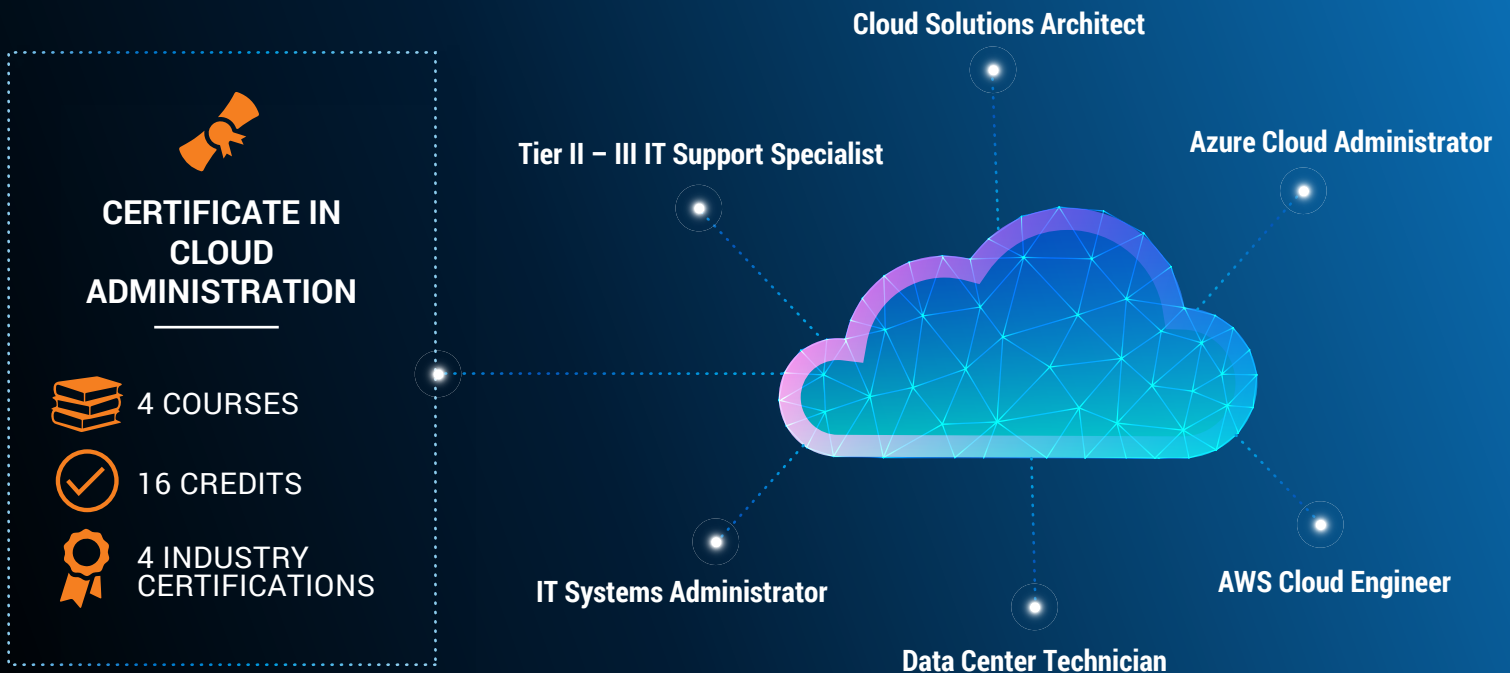 CERTIFICATE IN
CLOUD
ADMINISTRATION
4 COURSES
16 CREDITS
4 INDUSTRY
CERTIFICATIONS
Cloud Solutions Architect
Tier II – III IT Support Specialist
Azure Cloud Administrator
IT Systems Administrator
AWS Cloud Engineer
Data Center Technician